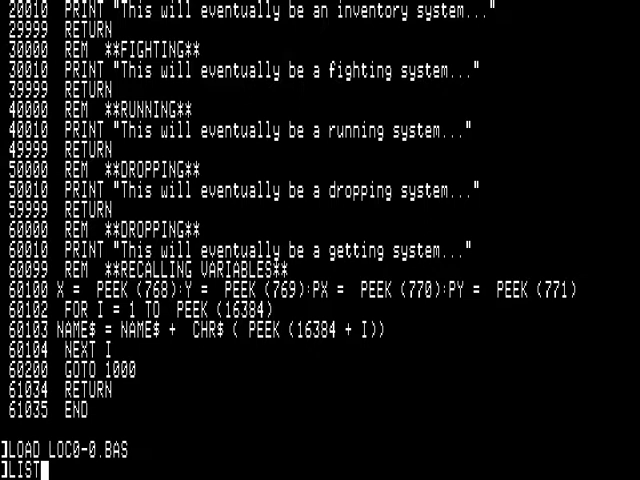 20010  PRINT "This will eventually be an inventory system..."
29999  RETURN
30000  REM  **FIGHTING**
30010  PRINT "This will eventually be a fighting system..."
39999  RETURN
40000  REM  **RUNNING**
40010  PRINT "This will eventually be a running system..."
49999  RETURN
50000  REM  **DROPPING**
50010  PRINT "This will eventually be a dropping system..."
59999  RETURN
60000  REM  **DROPPING**
60010  PRINT "This will eventually be a getting system..."
60099  REM  **RECALLING VARIABLES**
60100 X =  PEEK (768):Y =  PEEK (769):PX =  PEEK (770):PY =  PEEK (771)
60102  FOR I = 1 TO  PEEK (16384)
60103 NAME$ = NAME$ +  CHR$ ( PEEK (16384 + I))
60104  NEXT I
60200  GOTO 1000
61034  RETURN
61035  END
]LOAD LOC0-0.BAS
]LIST